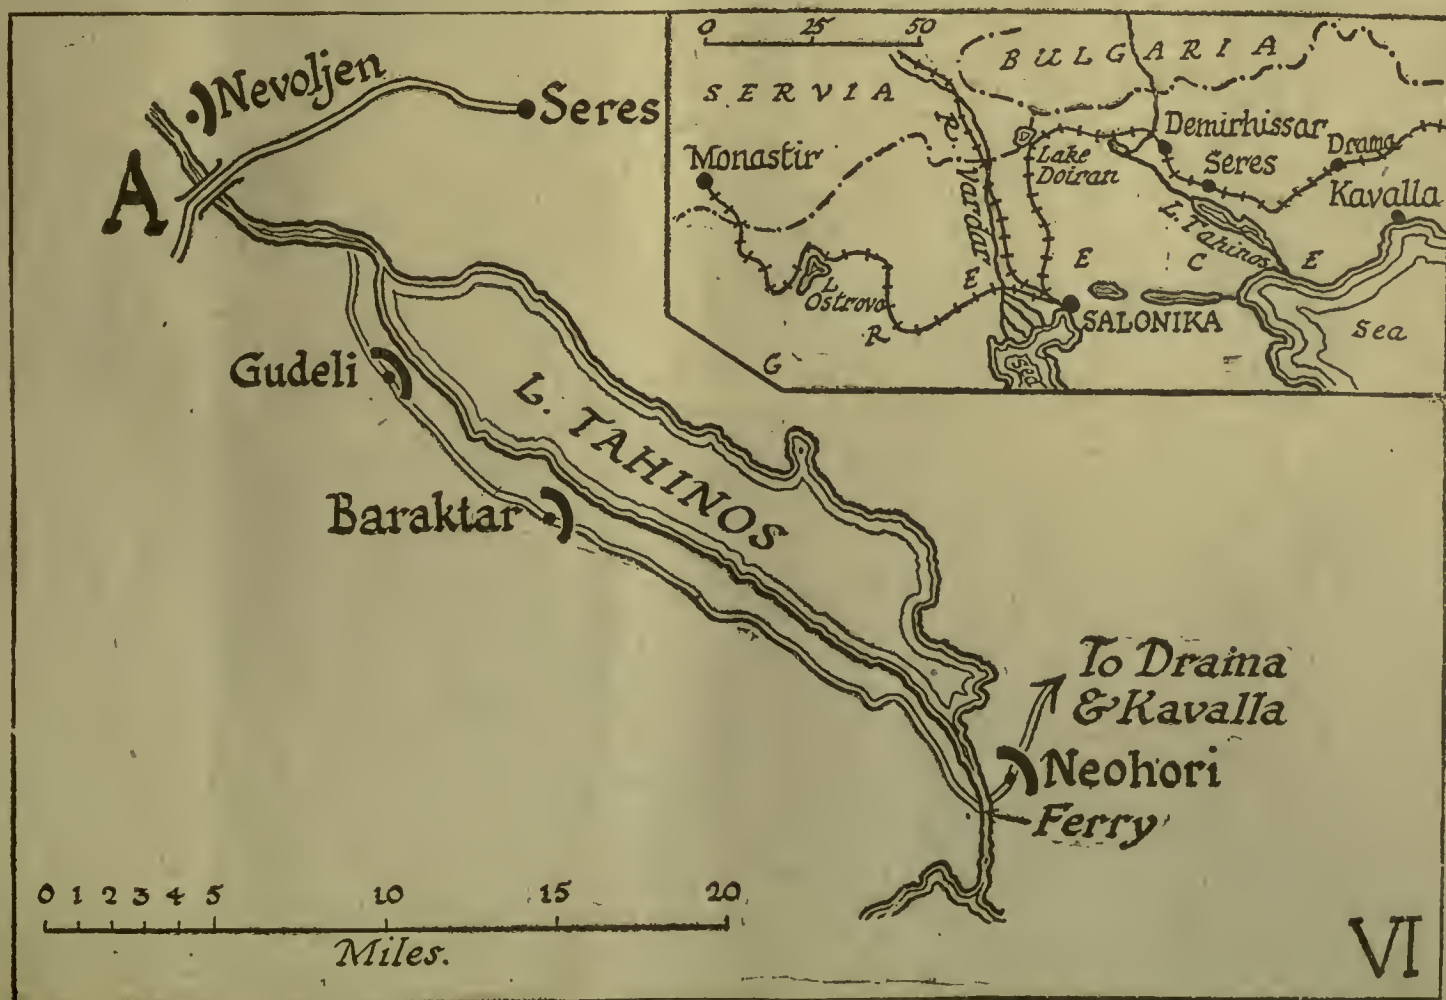 Nevoljen
Seres
A
Gudeli
L. TAHINOS
Baraktar
To Drama
& Kavalla
Neohori
Ferry
0 1 2 3 4 5 10 15 20
Miles.
VI
0 25 50
BULGARIA
SERVIA
Monastir
R. Vardar
Lake
Doiran
Demirhissar
Seres
Drama
Kavalla
L. Tahinos
L.
Ostrovo
GREECE
SALONIKA
Sea
Sea